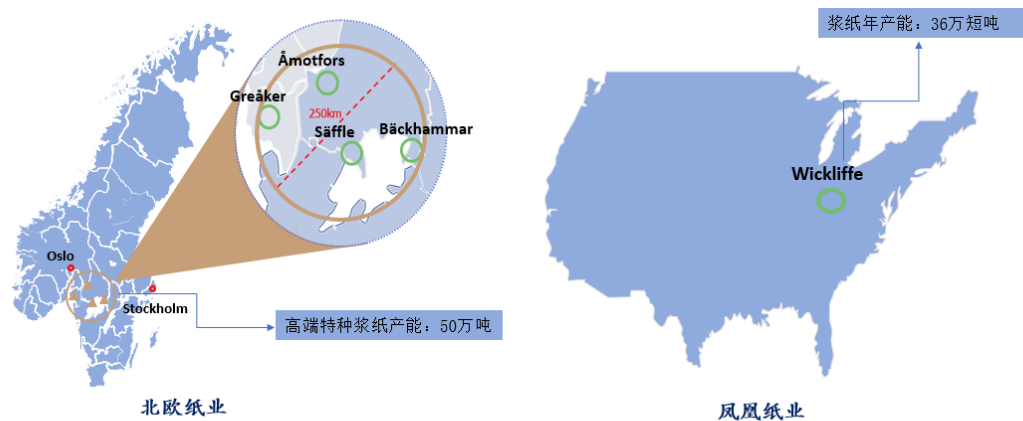 浆纸年产能：36万短吨
Åmotfors
Greåker
250km
Säffle
Bäckhammar
Wickliffe
Oslo
Stockholm
高端特种浆纸产能：50万吨
北欧纸业
凤凰纸业